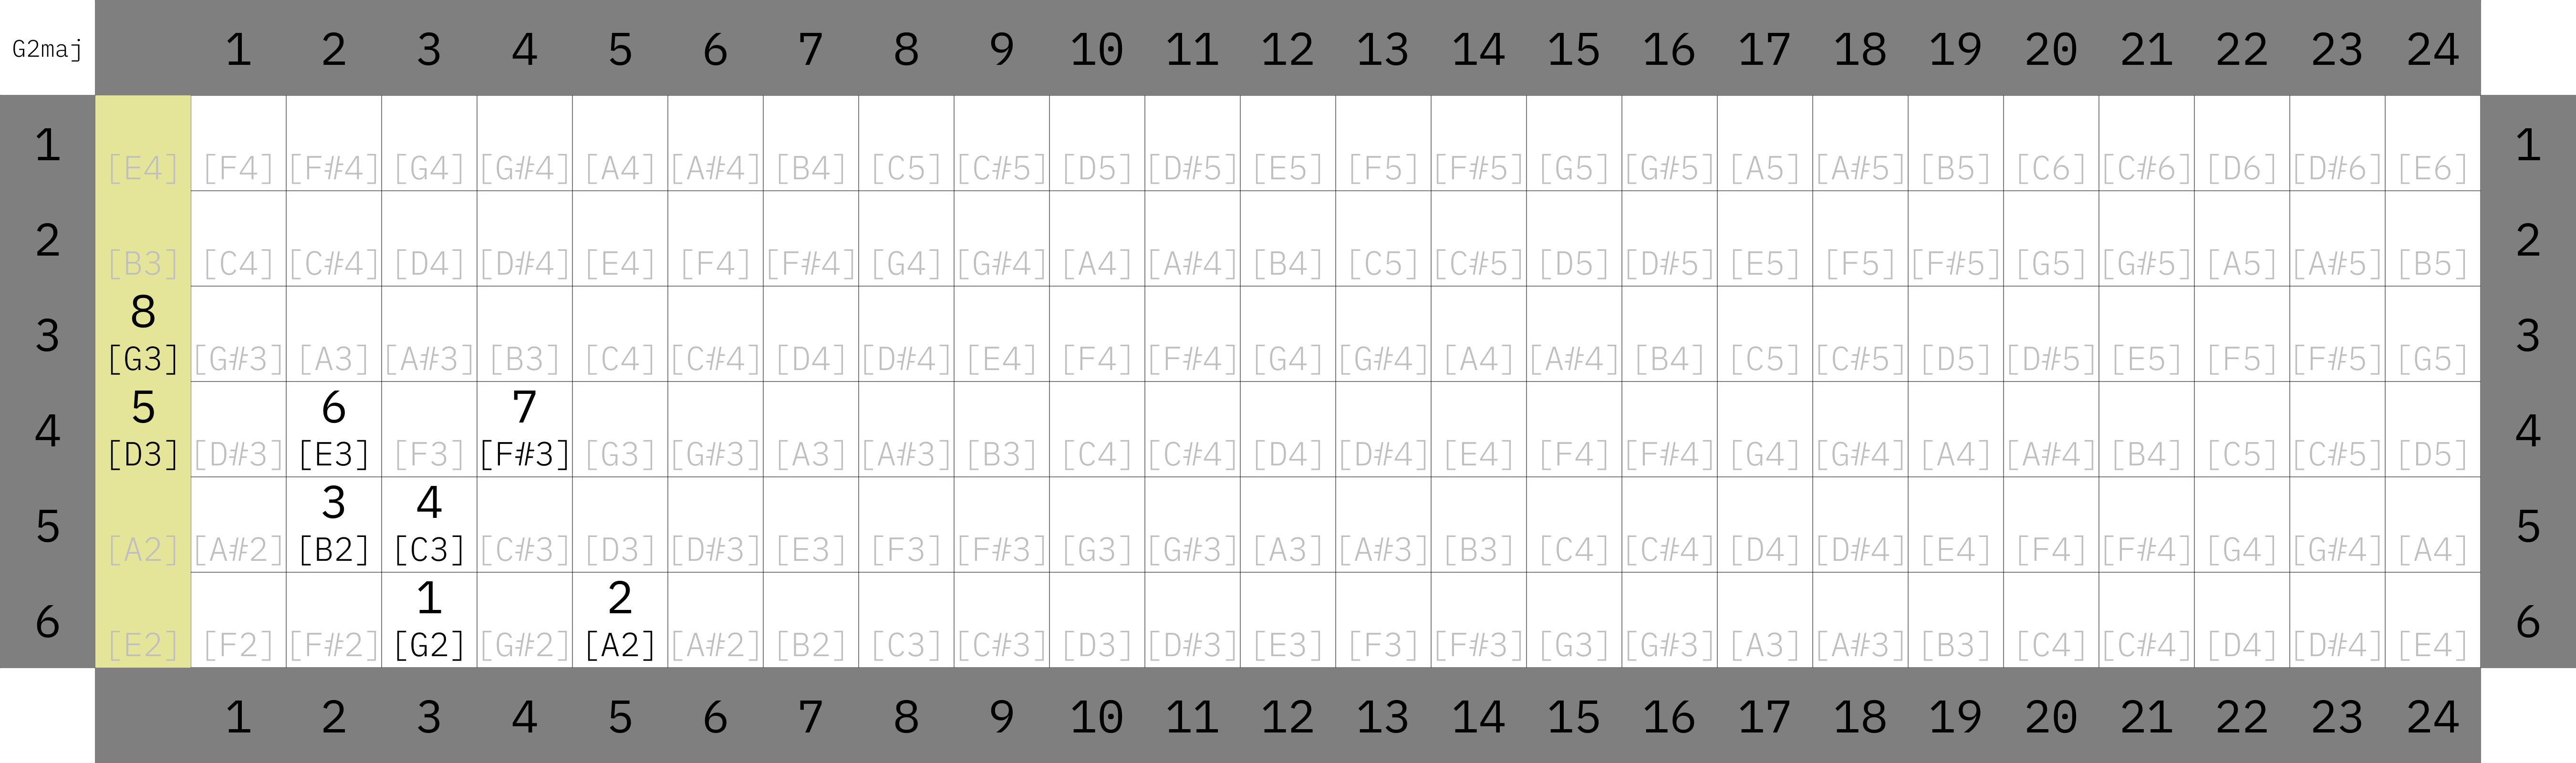 G2maj 1 2 3 4 5 6 7 8 9 10 11 12 13 14 15 16 17 18 19 20 21 22 23 24
1 [E4] [F4] [F#4] [G4] [G#4] [A4] [A#4] [B4] [C5] [C#5] [D5] [D#5] [E5] [F5] [F#5] [G5] [G#5] [A5] [A#5] [B5] [C6] [C#6] [D6] [D#6] [E6] 1
2 [B3] [C4] [C#4] [D4] [D#4] [E4] [F4] [F#4] [G4] [G#4] [A4] [A#4] [B4] [C5] [C#5] [D5] [D#5] [E5] [F5] [F#5] [G5] [G#5] [A5] [A#5] [B5] 2
8
3 [G3] [G#3] [A3] [A#3] [B3] [C4] [C#4] [D4] [D#4] [E4] [F4] [F#4] [G4] [G#4] [A4] [A#4] [B4] [C5] [C#5] [D5] [D#5] [E5] [F5] [F#5] [G5] 3
5 6 7
4 [D3] [D#3] [E3] [F3] [F#3] [G3] [G#3] [A3] [A#3] [B3] [C4] [C#4] [D4] [D#4] [E4] [F4] [F#4] [G4] [G#4] [A4] [A#4] [B4] [C5] [C#5] [D5] 4
3 4
5 [A2] [A#2] [B2] [C3] [C#3] [D3] [D#3] [E3] [F3] [F#3] [G3] [G#3] [A3] [A#3] [B3] [C4] [C#4] [D4] [D#4] [E4] [F4] [F#4] [G4] [G#4] [A4] 5
1 2
6 [E2] [F2] [F#2] [G2] [G#2] [A2] [A#2] [B2] [C3] [C#3] [D3] [D#3] [E3] [F3] [F#3] [G3] [G#3] [A3] [A#3] [B3] [C4] [C#4] [D4] [D#4] [E4] 6
1 2 3 4 5 6 7 8 9 10 11 12 13 14 15 16 17 18 19 20 21 22 23 24